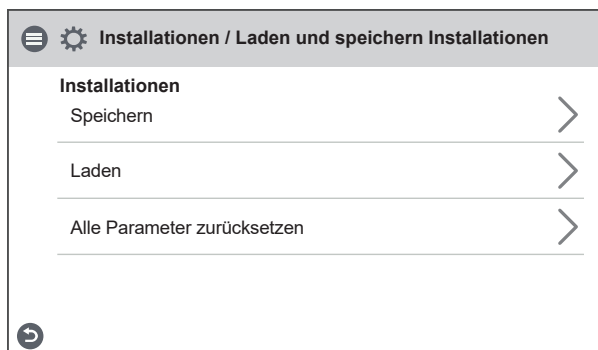 Installationen / Laden und speichern Installationen
Installationen
Speichern
Laden
Alle Parameter zurücksetzen